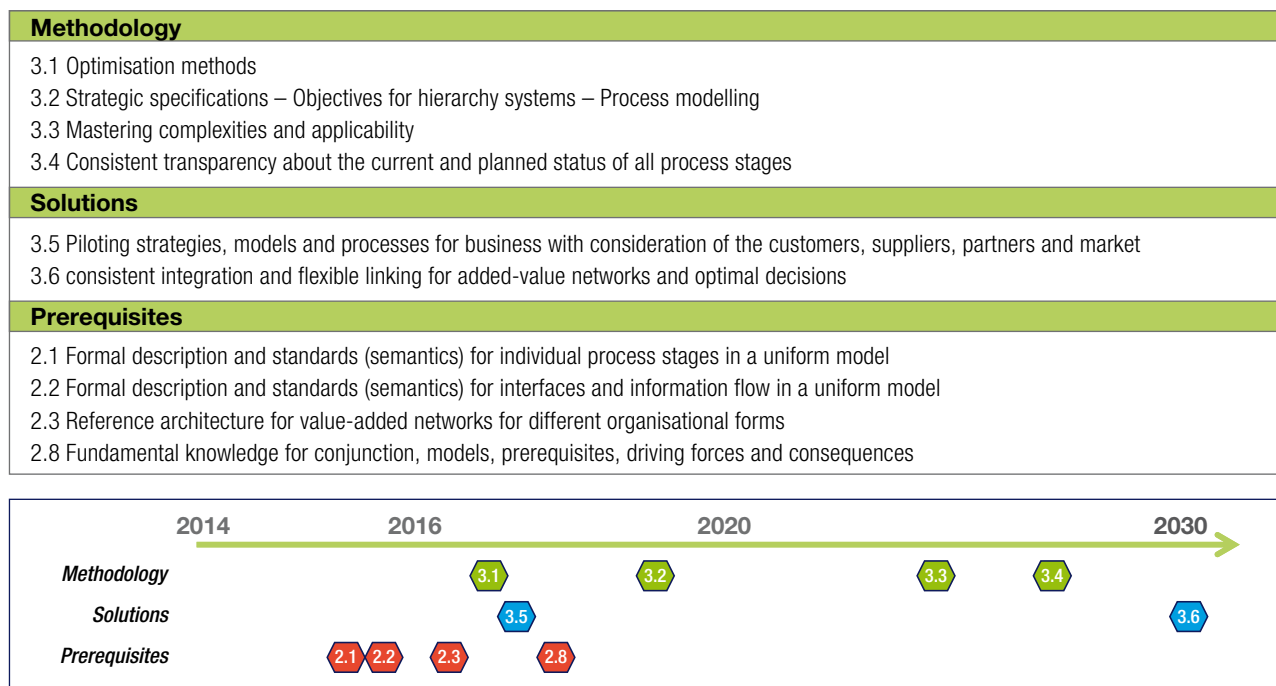 Methodology
3.1 Optimisation methods
3.2 Strategic specifications – Objectives for hierarchy systems – Process modelling
3.3 Mastering complexities and applicability
3.4 Consistent transparency about the current and planned status of all process stages
Solutions
3.5 Piloting strategies, models and processes for business with consideration of the customers, suppliers, partners and market
3.6 consistent integration and flexible linking for added-value networks and optimal decisions
Prerequisites
2.1 Formal description and standards (semantics) for individual process stages in a uniform model
2.2 Formal description and standards (semantics) for interfaces and information flow in a uniform model
2.3 Reference architecture for value-added networks for different organisational forms
2.8 Fundamental knowledge for conjunction, models, prerequisites, driving forces and consequences
2014 2016 2020 2030
Methodology 3.1 3.2 3.3 3.4
Solutions 3.5 3.6
Prerequisites 2.1 2.2 2.3 2.8